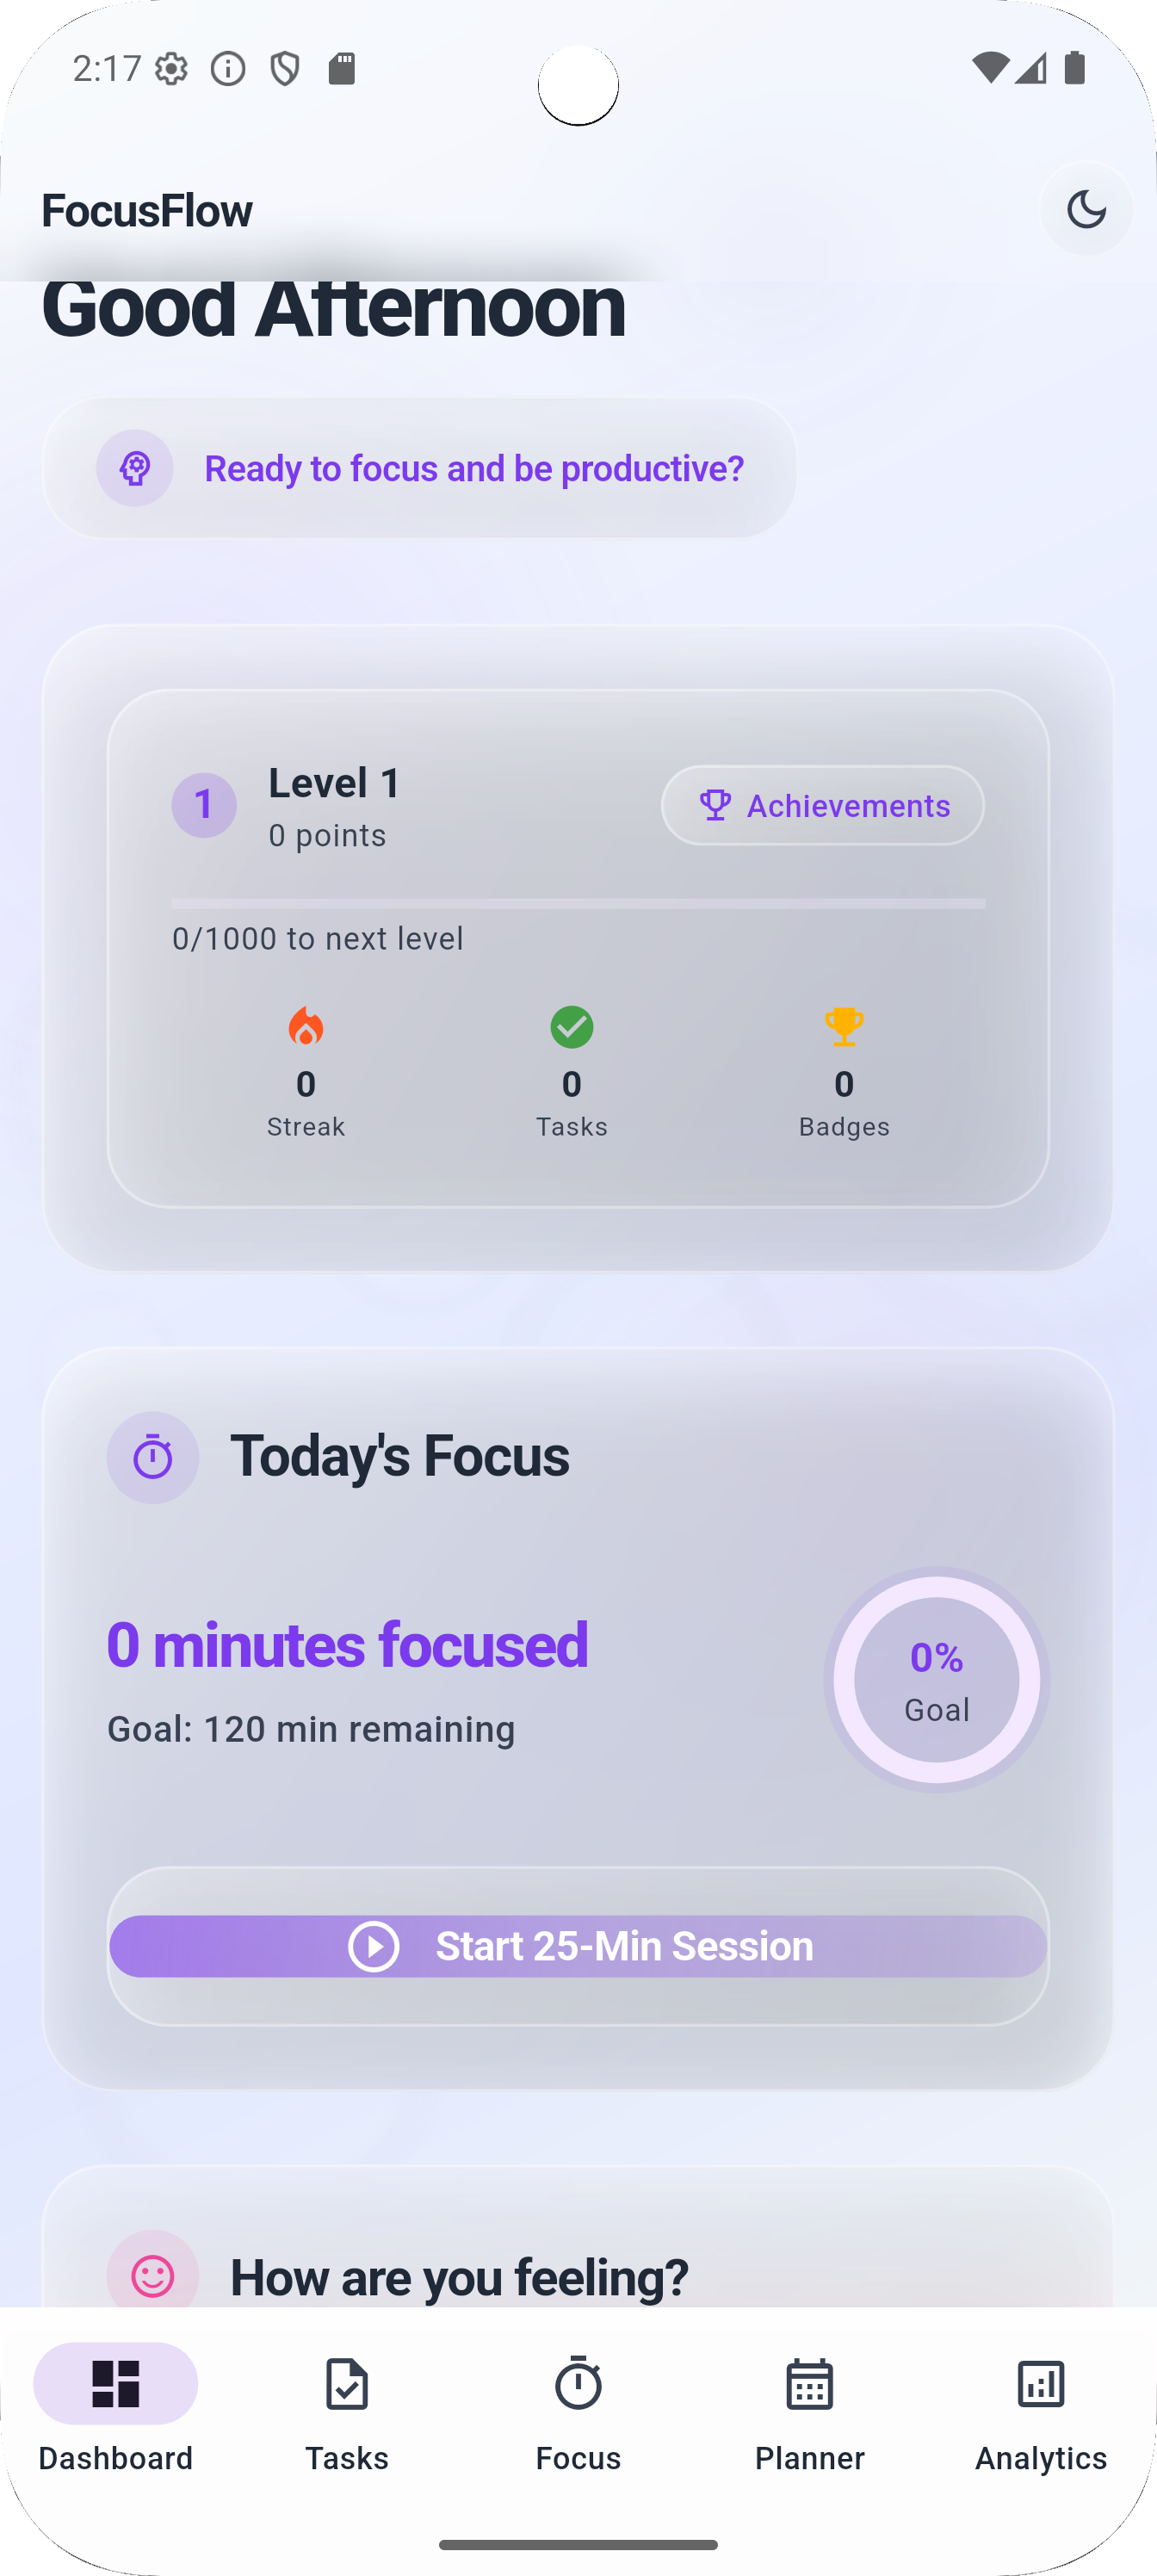 2:17
FocusFlow
Good Afternoon
Ready to focus and be productive?
1
Level 1
0 points
Achievements
0/1000 to next level
0
Streak
0
Tasks
0
Badges
Today's Focus
0 minutes focused
Goal: 120 min remaining
0%
Goal
Start 25-Min Session
How are you feeling?
Dashboard
Tasks
Focus
Planner
Analytics